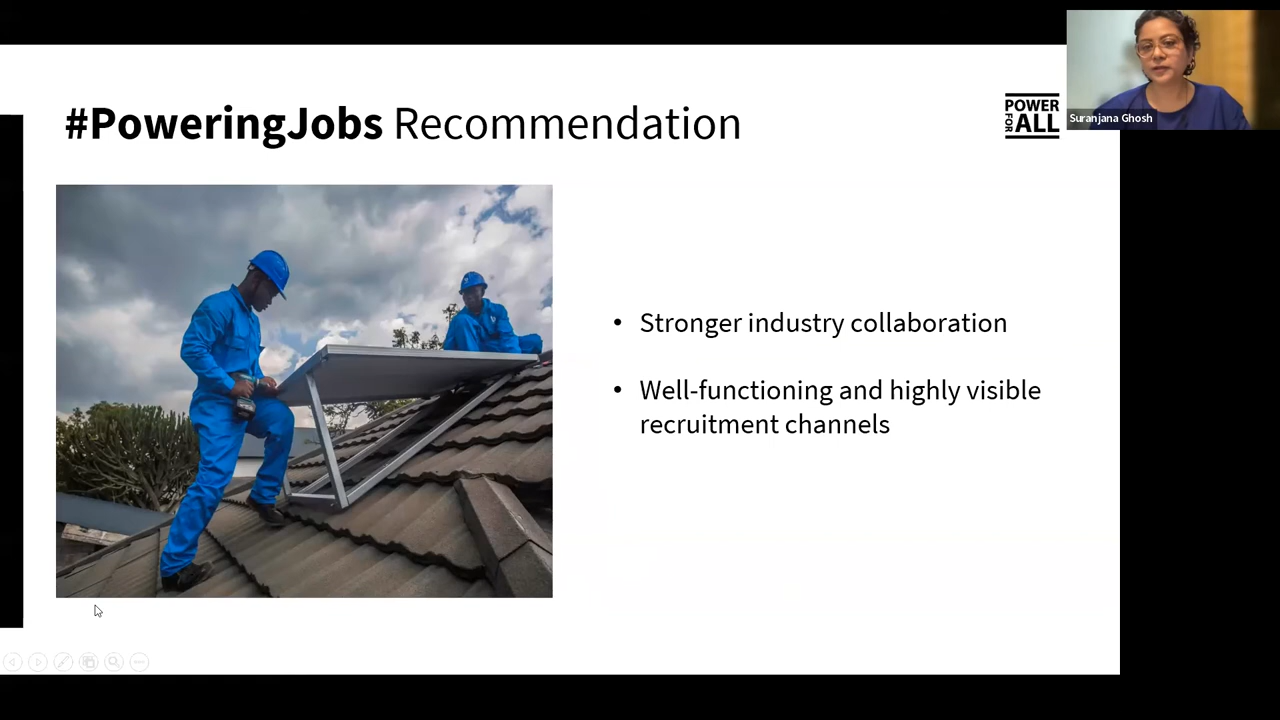 #PoweringJobs Recommendation
POWER
FOR
ALL
Suranjana Ghosh
• Stronger industry collaboration
• Well-functioning and highly visible
recruitment channels